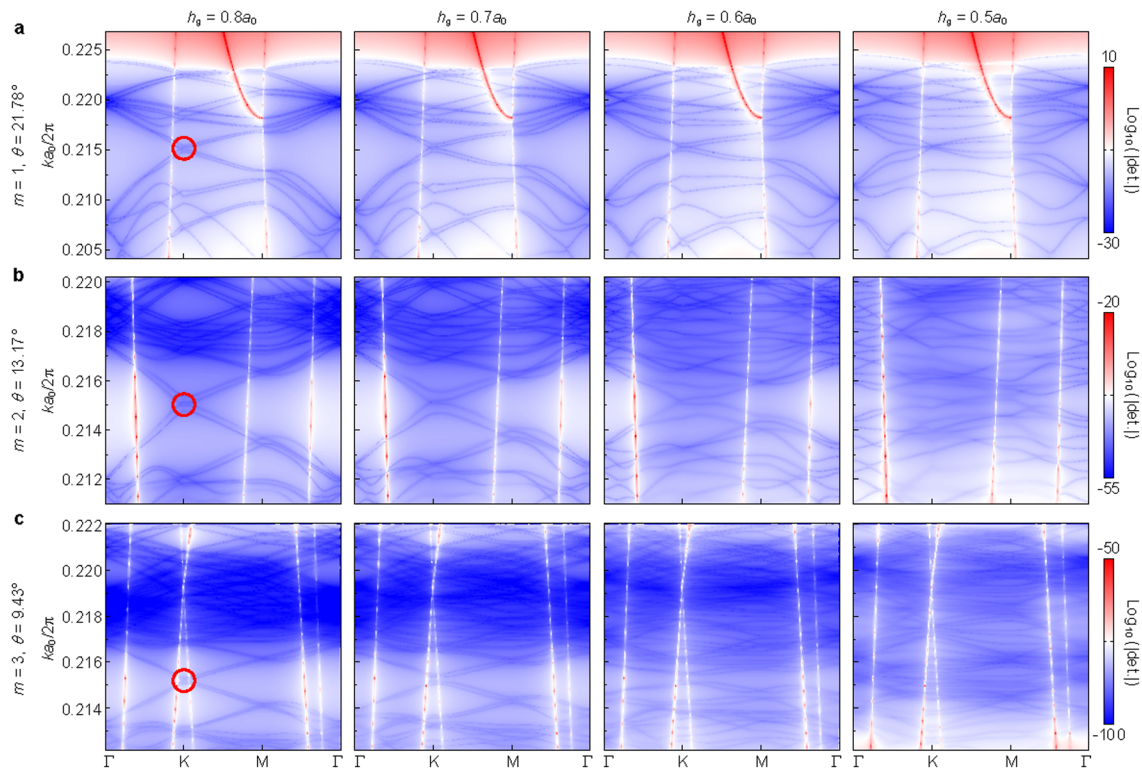 h_g = 0.8a_0 h_g = 0.7a_0 h_g = 0.6a_0 h_g = 0.5a_0
a
m = 1, θ = 21.78°
ka_0/2π
0.225
0.220
0.215
0.210
0.205
10
Log_10(|det.|)
-30
b
m = 2, θ = 13.17°
ka_0/2π
0.220
0.218
0.216
0.214
0.212
-20
Log_10(|det.|)
-55
c
m = 3, θ = 9.43°
ka_0/2π
0.222
0.220
0.218
0.216
0.214
-50
Log_10(|det.|)
-100
Γ K M Γ Γ K M Γ Γ K M Γ Γ K M Γ